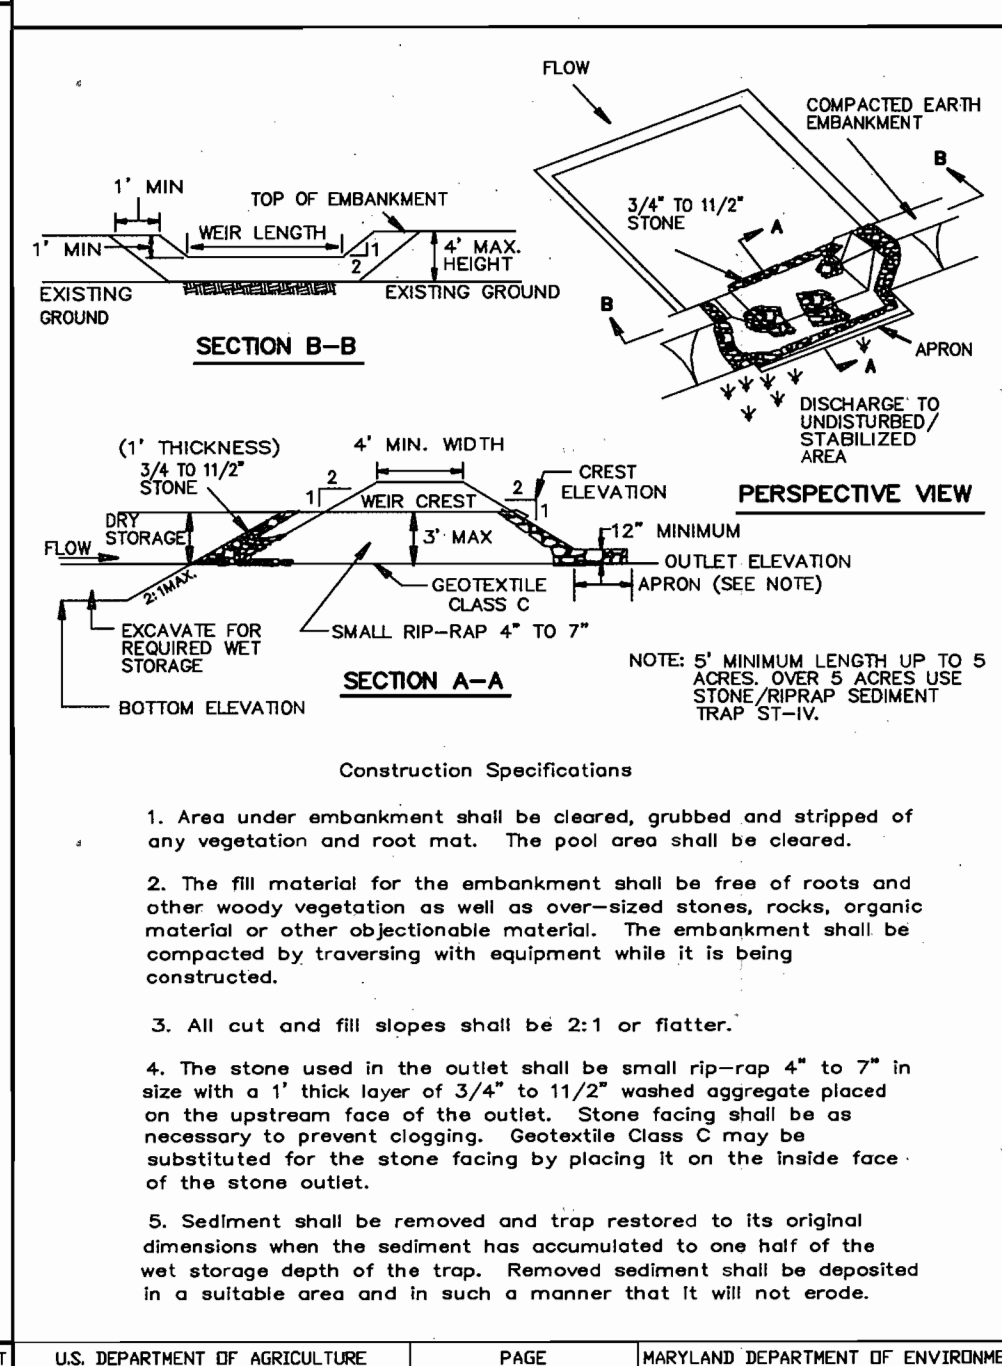 FLOW
COMPACTED EARTH
EMBANKMENT
B
3/4" TO 11/2"
STONE
A
B
A
APRON
DISCHARGE TO
UNDISTURBED/
STABILIZED
AREA
PERSPECTIVE VIEW
1' MIN
TOP OF EMBANKMENT
1' MIN
WEIR LENGTH
1
2
4' MAX.
HEIGHT
EXISTING
GROUND
EXISTING GROUND
SECTION B-B
(1' THICKNESS)
3/4 TO 11/2"
STONE
4' MIN. WIDTH
2
1
WEIR CREST
2
1
CREST
ELEVATION
DRY
STORAGE
3' MAX
12" MINIMUM
FLOW
OUTLET ELEVATION
2:1MAX.
GEOTEXTILE
CLASS C
APRON (SEE NOTE)
EXCAVATE FOR
REQUIRED WET
STORAGE
SMALL RIP-RAP 4" TO 7"
SECTION A-A
BOTTOM ELEVATION
NOTE: 5' MINIMUM LENGTH UP TO 5
ACRES. OVER 5 ACRES USE
STONE/RIPRAP SEDIMENT
TRAP ST-IV.
Construction Specifications
1. Area under embankment shall be cleared, grubbed and stripped of
any vegetation and root mat. The pool area shall be cleared.
2. The fill material for the embankment shall be free of roots and
other woody vegetation as well as over-sized stones, rocks, organic
material or other objectionable material. The embankment shall be
compacted by traversing with equipment while it is being
constructed.
3. All cut and fill slopes shall be 2:1 or flatter.
4. The stone used in the outlet shall be small rip-rap 4" to 7" in
size with a 1' thick layer of 3/4" to 11/2" washed aggregate placed
on the upstream face of the outlet. Stone facing shall be as
necessary to prevent clogging. Geotextile Class C may be
substituted for the stone facing by placing it on the inside face
of the stone outlet.
5. Sediment shall be removed and trap restored to its original
dimensions when the sediment has accumulated to one half of the
wet storage depth of the trap. Removed sediment shall be deposited
in a suitable area and in such a manner that it will not erode.
T U.S. DEPARTMENT OF AGRICULTURE PAGE MARYLAND DEPARTMENT OF ENVIRONME